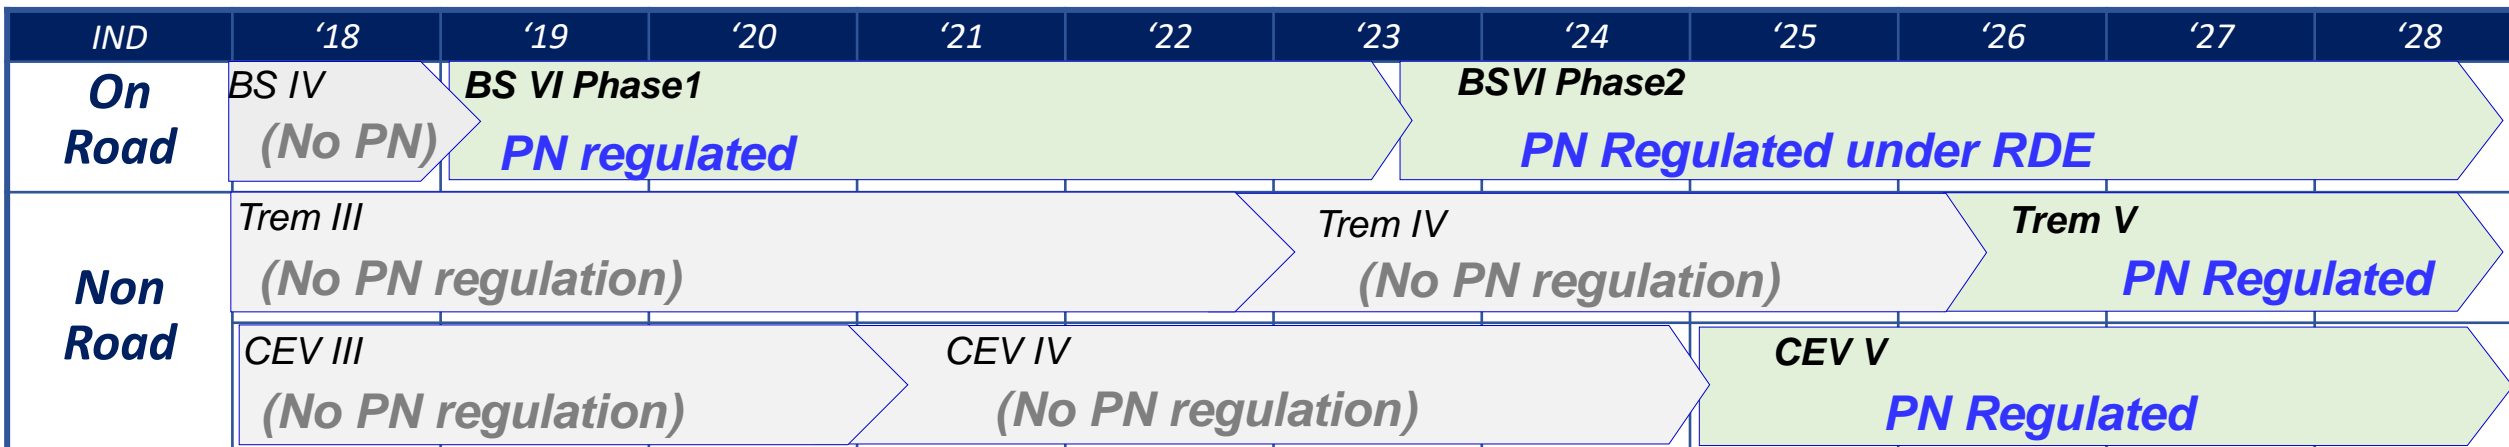 IND ‘18 ‘19 ‘20 ‘21 ‘22 ‘23 ‘24 ‘25 ‘26 ‘27 ‘28
On
Road
BS IV
(No PN)
BS VI Phase1
PN regulated
BSVI Phase2
PN Regulated under RDE
Non
Road
Trem III
(No PN regulation)
Trem IV
(No PN regulation)
Trem V
PN Regulated
CEV III
(No PN regulation)
CEV IV
(No PN regulation)
CEV V
PN Regulated